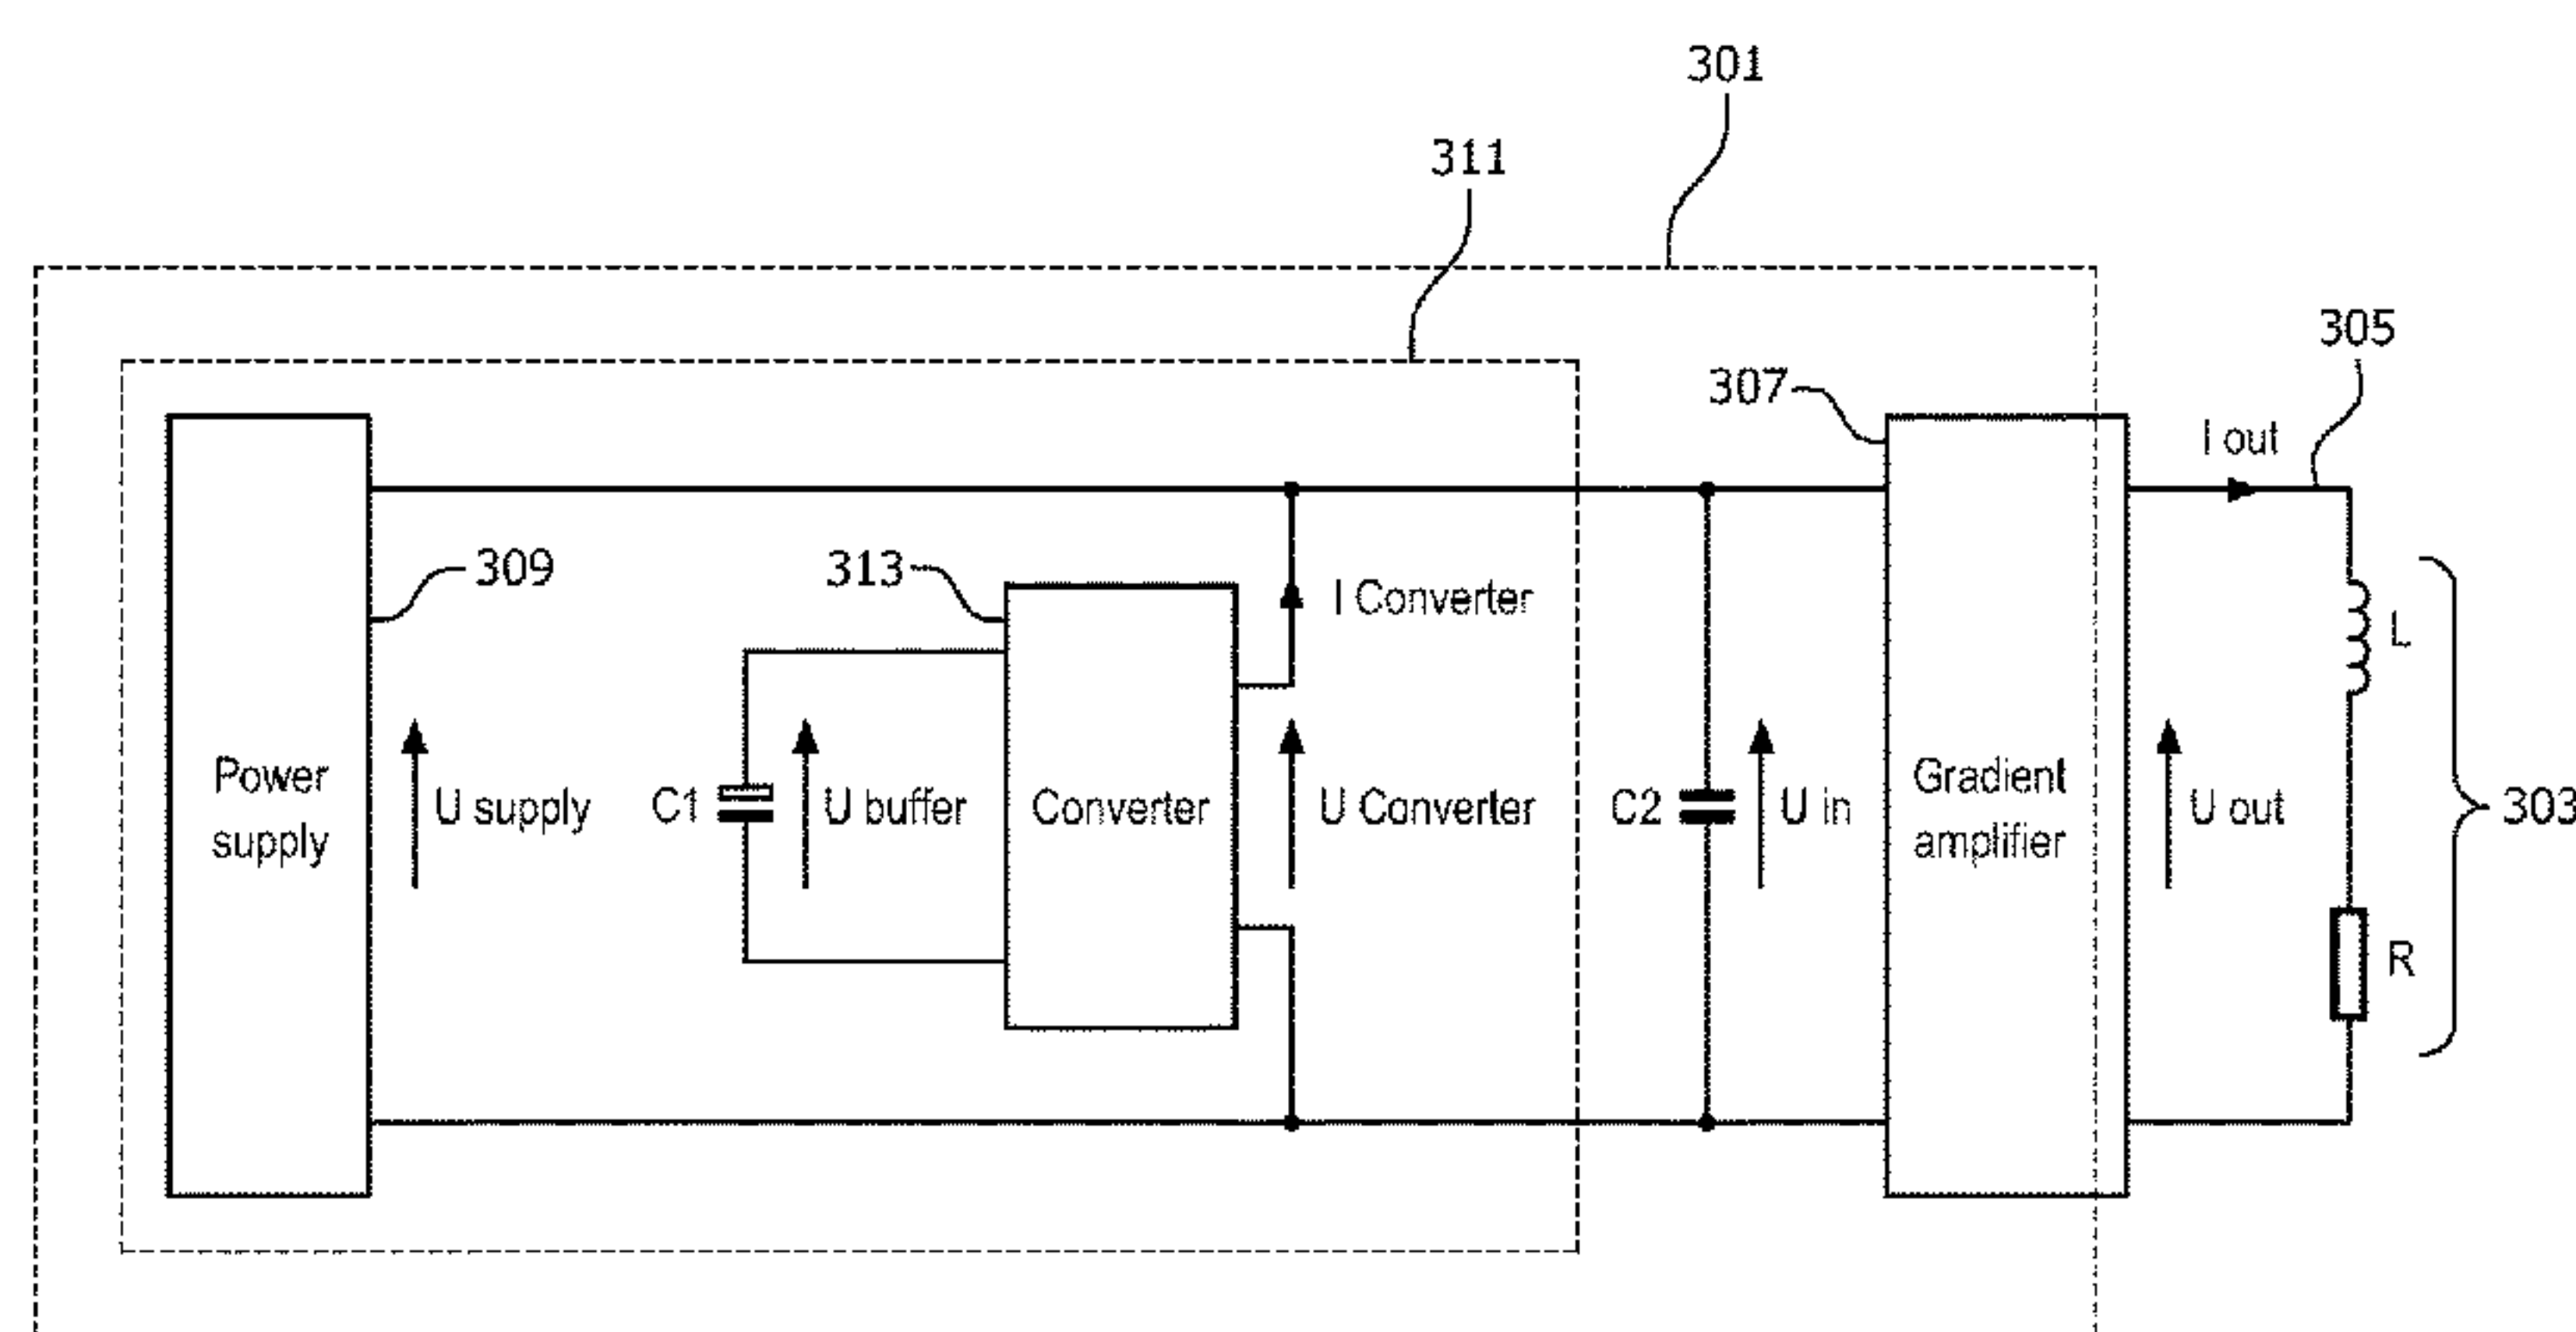 301
311
305
307
I out
309
313
I Converter
L
Power
supply
U supply
C1
U buffer
Converter
U Converter
C2
U in
Gradient
amplifier
U out
303
R